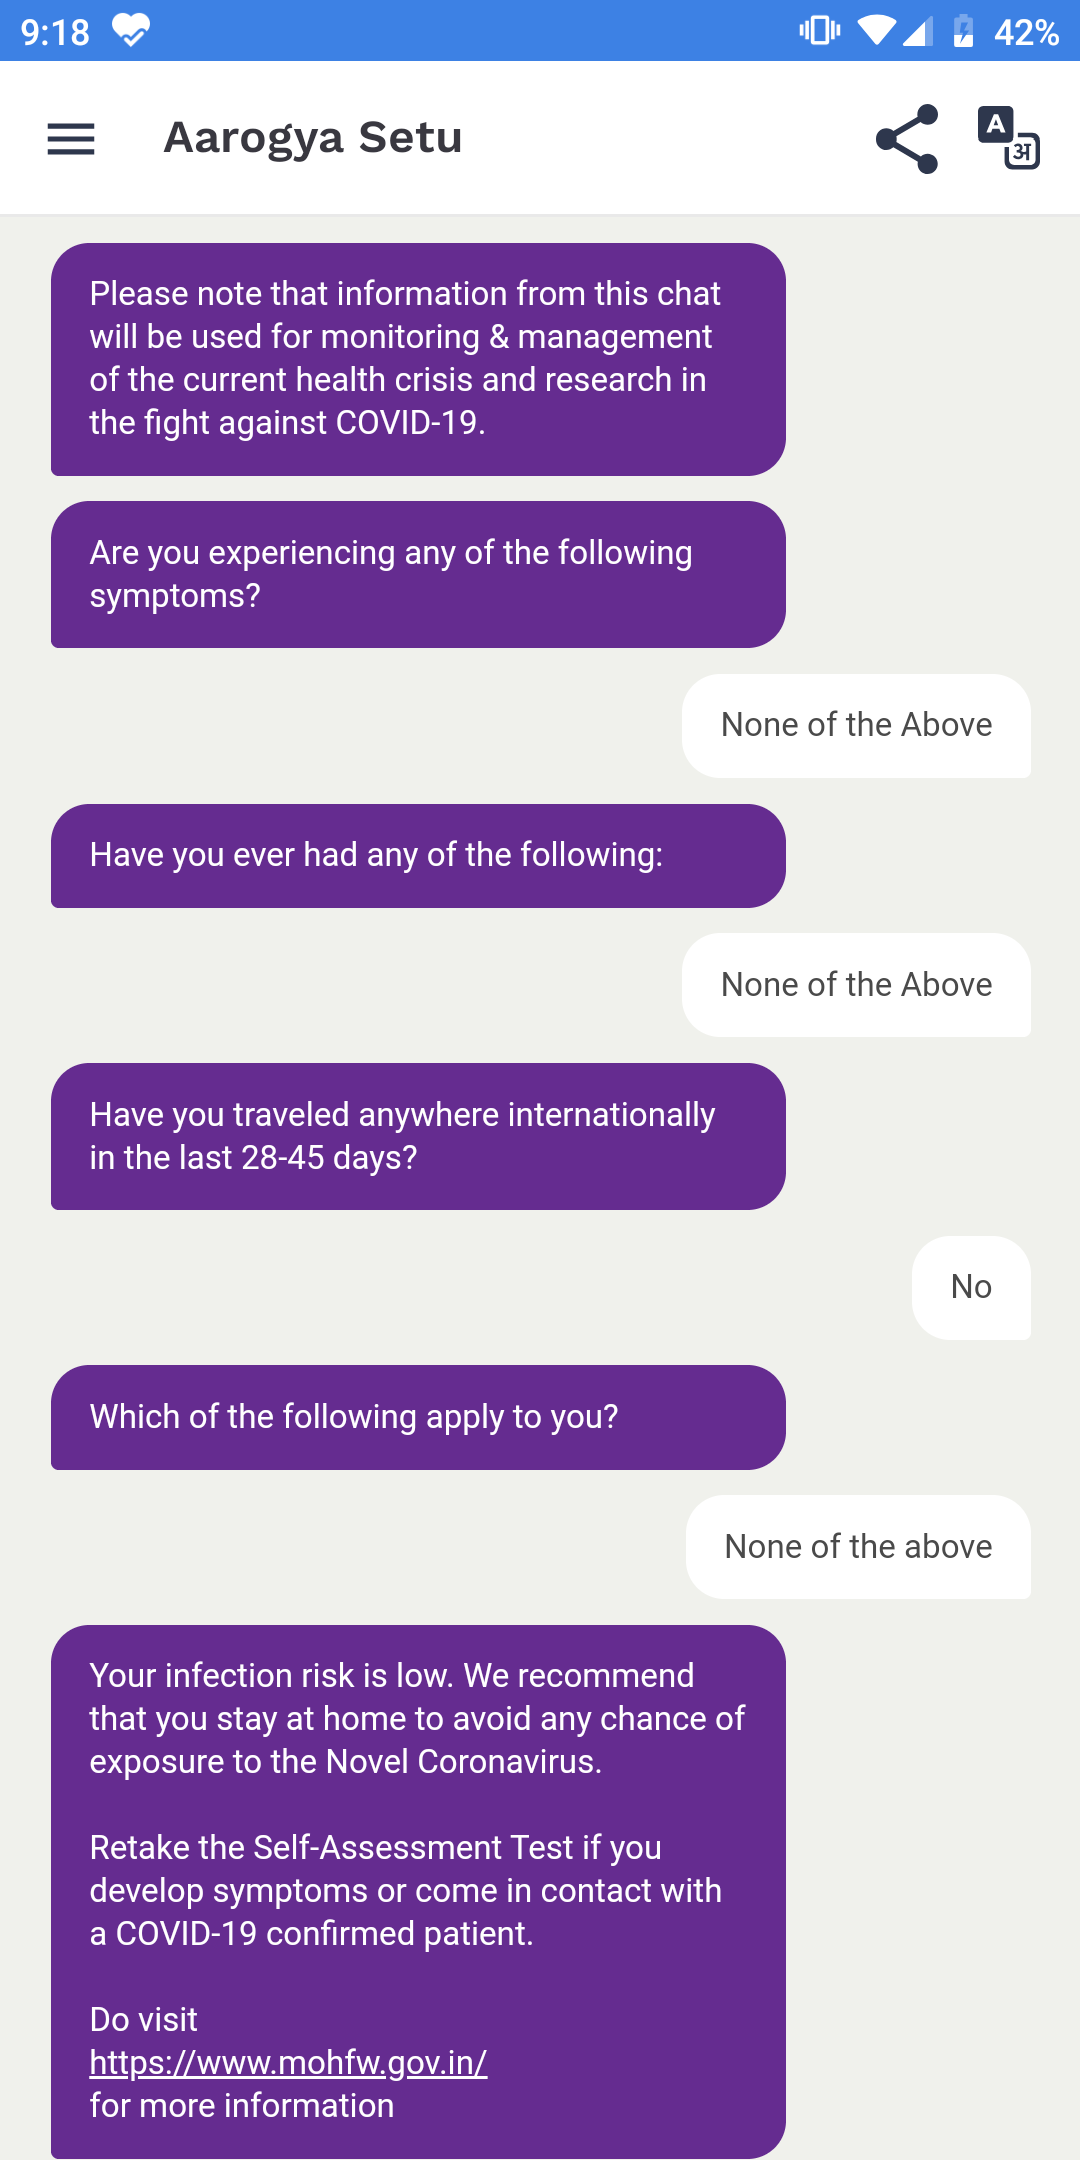 9:18
42%
Aarogya Setu
A
अ
Please note that information from this chat
will be used for monitoring & management
of the current health crisis and research in
the fight against COVID-19.
Are you experiencing any of the following
symptoms?
None of the Above
Have you ever had any of the following:
None of the Above
Have you traveled anywhere internationally
in the last 28-45 days?
No
Which of the following apply to you?
None of the above
Your infection risk is low. We recommend
that you stay at home to avoid any chance of
exposure to the Novel Coronavirus.
Retake the Self-Assessment Test if you
develop symptoms or come in contact with
a COVID-19 confirmed patient.
Do visit
https://www.mohfw.gov.in/
for more information